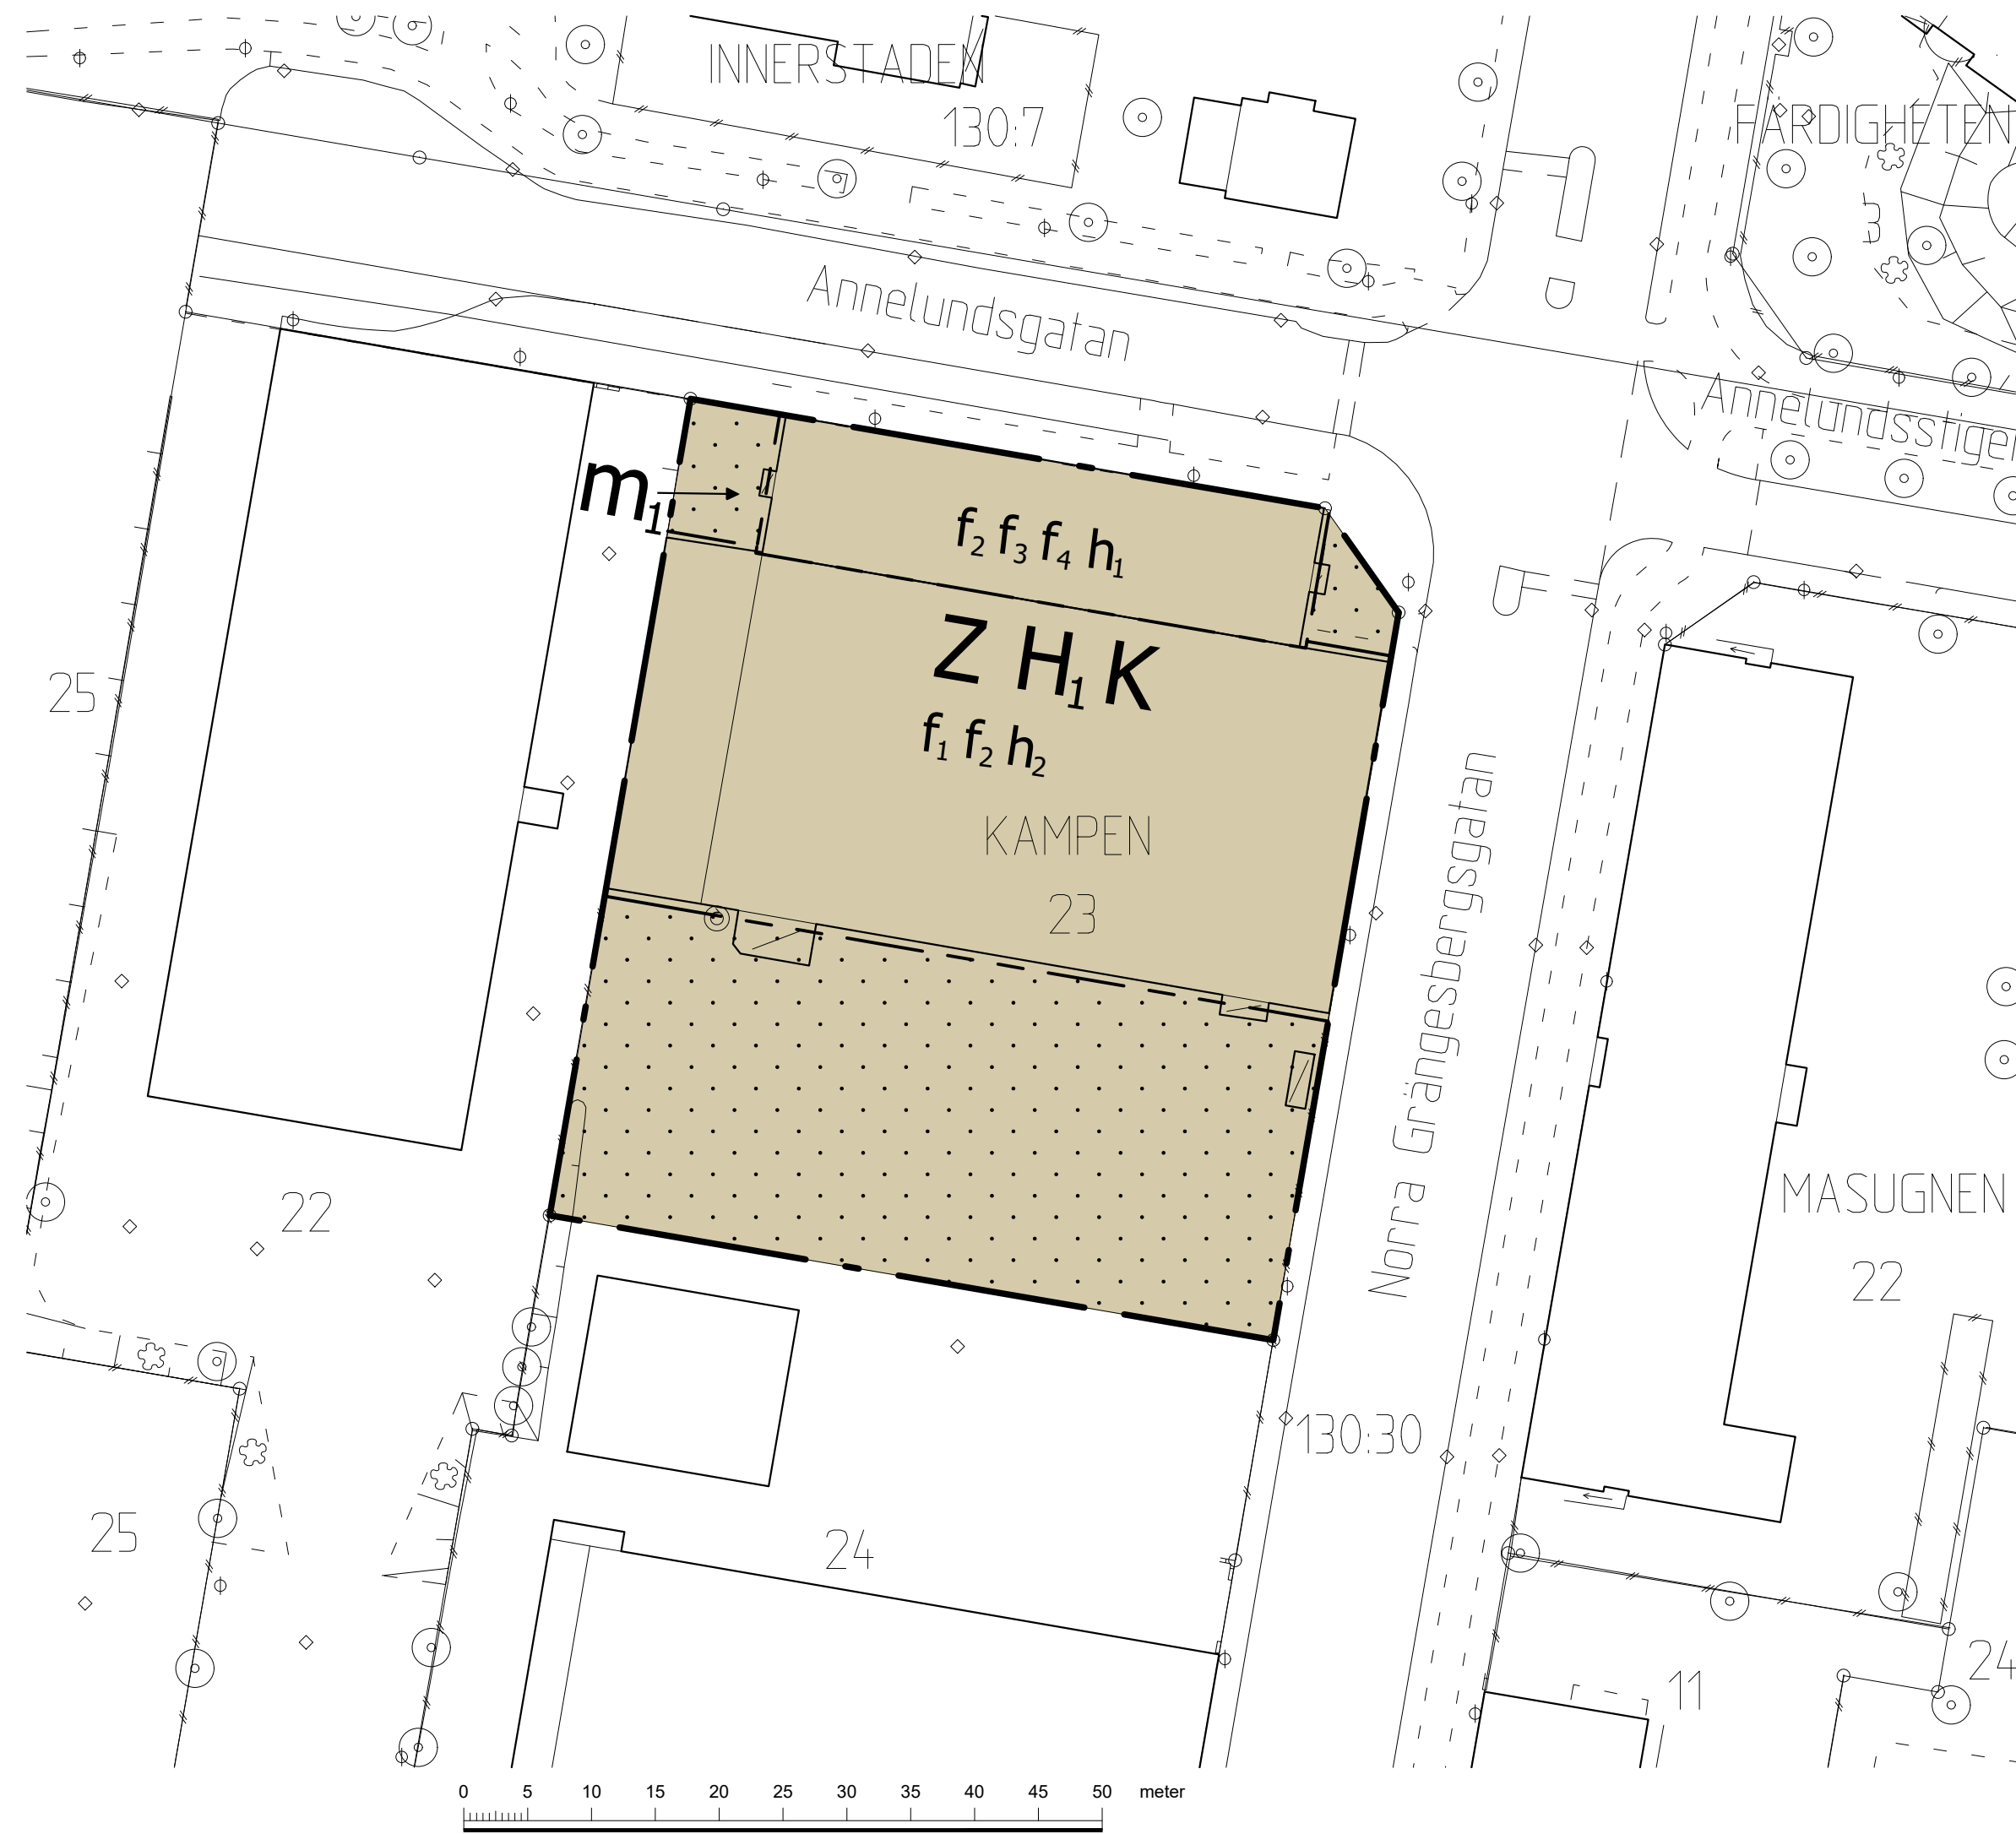 INNERSTADEN
130:7
FÄRDIGHETEN
3
Annelundsgatan
Annelundsstigen
m1
f2 f3 f4 h1
Z H1 K
f1 f2 h2
25
KAMPEN
23
Norra Grängesbergsgatan
MASUGNEN
22
22
130:30
25
24
11
24
0 5 10 15 20 25 30 35 40 45 50 meter